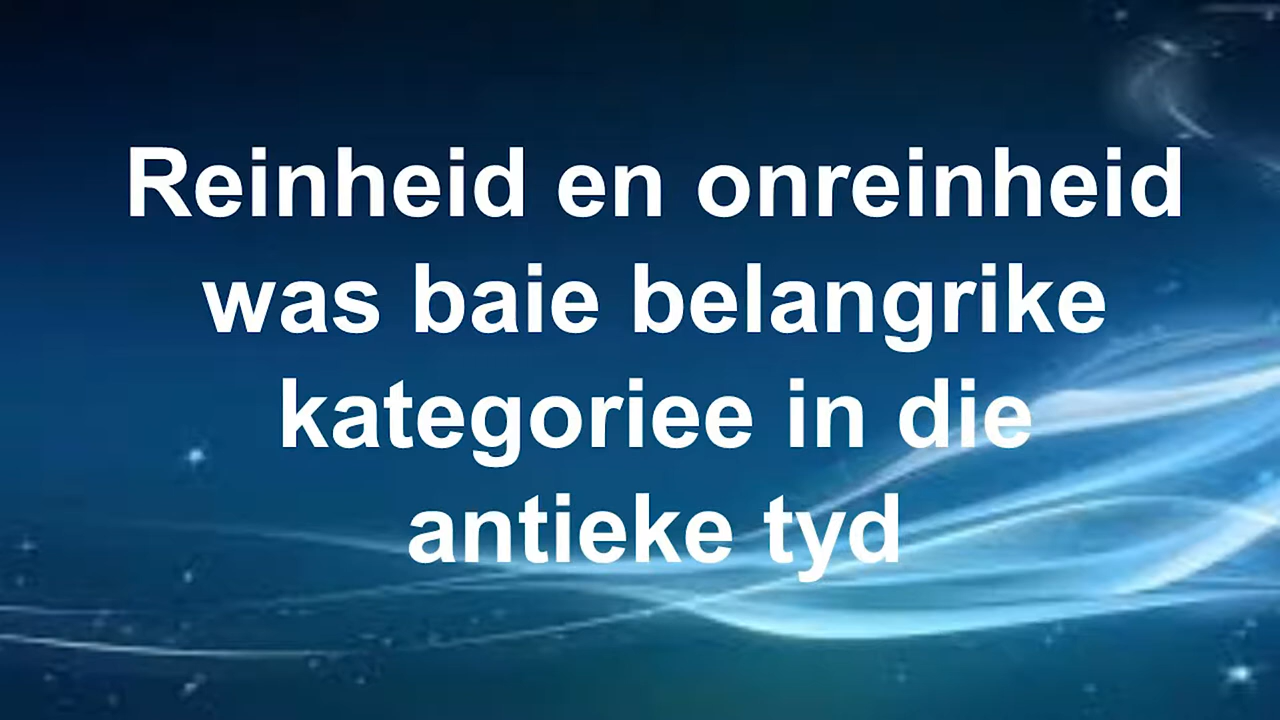 Reinheid en onreinheid
was baie belangrike
kategoriee in die
antieke tyd